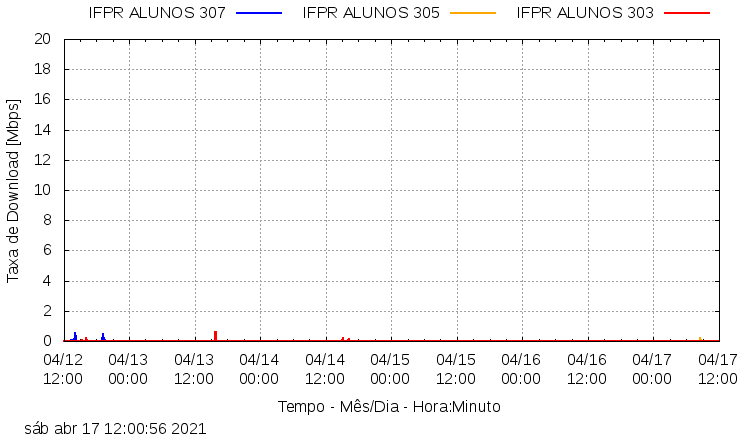 IFPR ALUNOS 307 IFPR ALUNOS 305 IFPR ALUNOS 303
20
18
16
14
12
10
8
6
4
2
0
Taxa de Download [Mbps]
04/12 04/13 04/13 04/14 04/14 04/15 04/15 04/16 04/16 04/17 04/17
12:00 00:00 12:00 00:00 12:00 00:00 12:00 00:00 12:00 00:00 12:00
Tempo - Mês/Dia - Hora:Minuto
sáb abr 17 12:00:56 2021